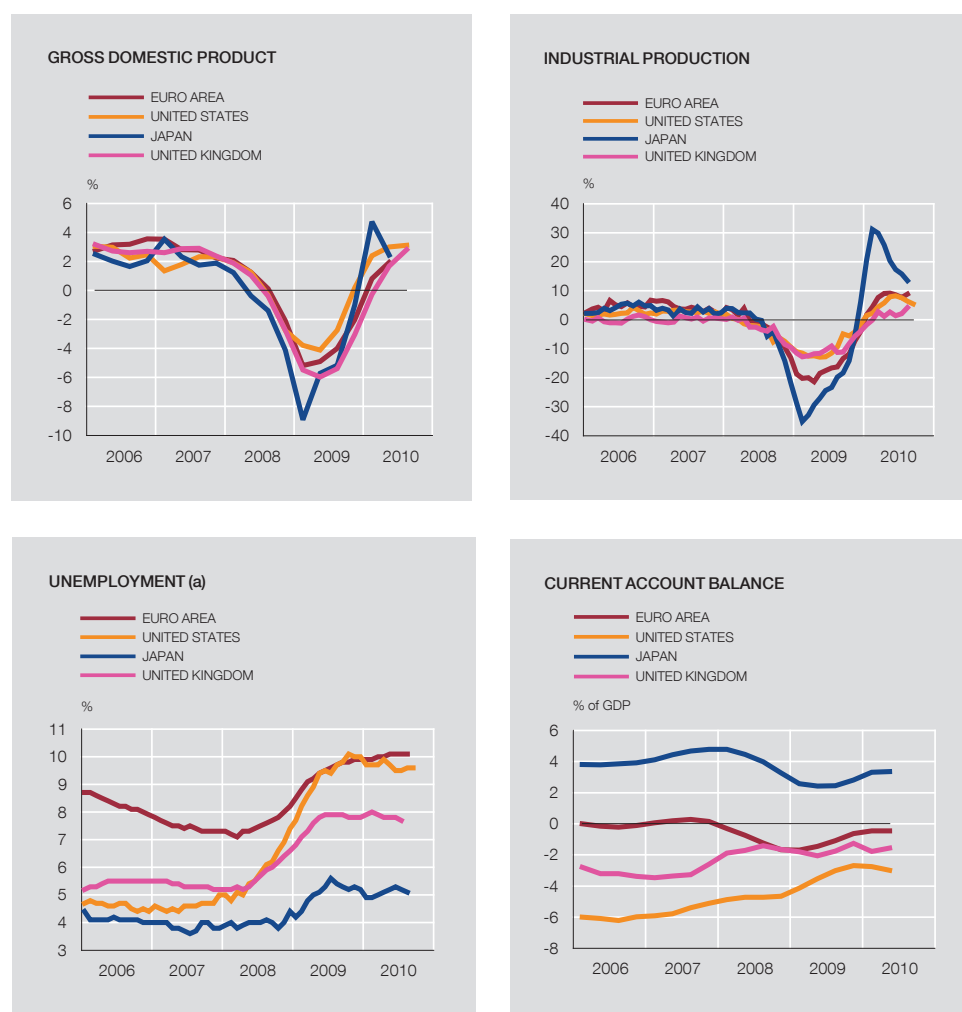 GROSS DOMESTIC PRODUCT
EURO AREA
UNITED STATES
JAPAN
UNITED KINGDOM
%
6
4
2
0
-2
-4
-6
-8
-10
2006 2007 2008 2009 2010
INDUSTRIAL PRODUCTION
EURO AREA
UNITED STATES
JAPAN
UNITED KINGDOM
%
40
30
20
10
0
-10
-20
-30
-40
2006 2007 2008 2009 2010
UNEMPLOYMENT (a)
EURO AREA
UNITED STATES
JAPAN
UNITED KINGDOM
%
11
10
9
8
7
6
5
4
3
2006 2007 2008 2009 2010
CURRENT ACCOUNT BALANCE
EURO AREA
UNITED STATES
JAPAN
UNITED KINGDOM
% of GDP
6
4
2
0
-2
-4
-6
-8
2006 2007 2008 2009 2010